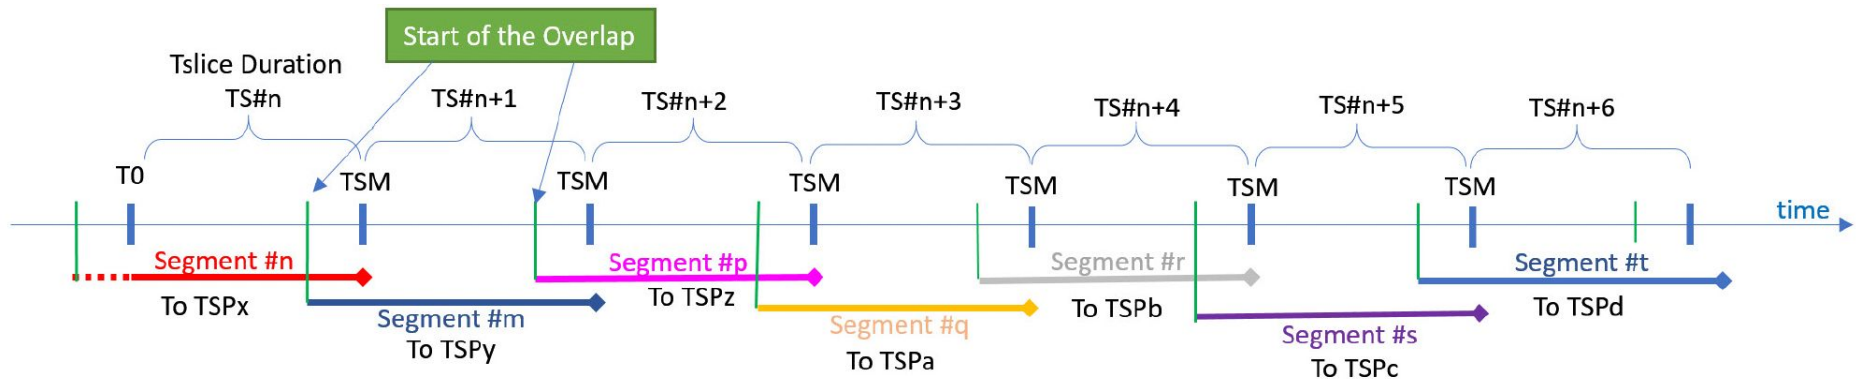 Start of the Overlap
Tslice Duration
TS#n
TS#n+1
TS#n+2
TS#n+3
TS#n+4
TS#n+5
TS#n+6
T0
TSM
TSM
TSM
TSM
TSM
TSM
time
Segment #n
To TSPx
Segment #m
To TSPy
Segment #p
To TSPz
Segment #q
To TSPa
Segment #r
To TSPb
Segment #s
To TSPc
Segment #t
To TSPd